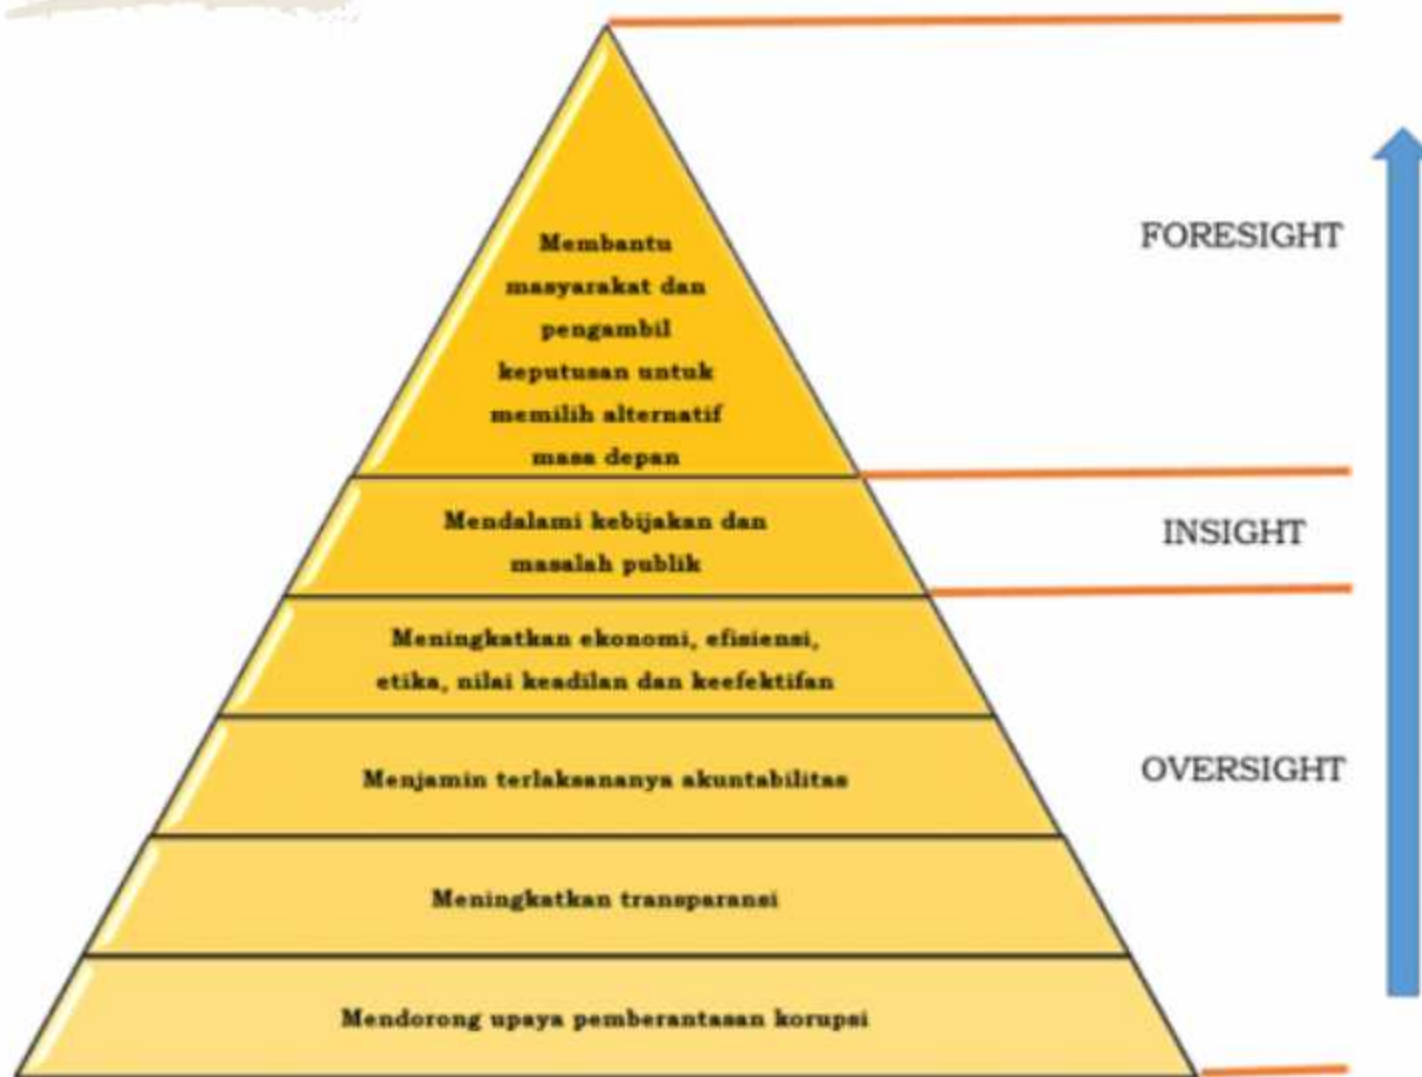 FORESIGHT
Membantu
masyarakat dan
pengambil
keputusan untuk
memilih alternatif
masa depan
Mendalami kebijakan dan
masalah publik
INSIGHT
Meningkatkan ekonomi, efisiensi,
etika, nilai keadilan dan keefektifan
Menjamin terlaksananya akuntabilitas
OVERSIGHT
Meningkatkan transparansi
Mendorong upaya pemberantasan korupsi